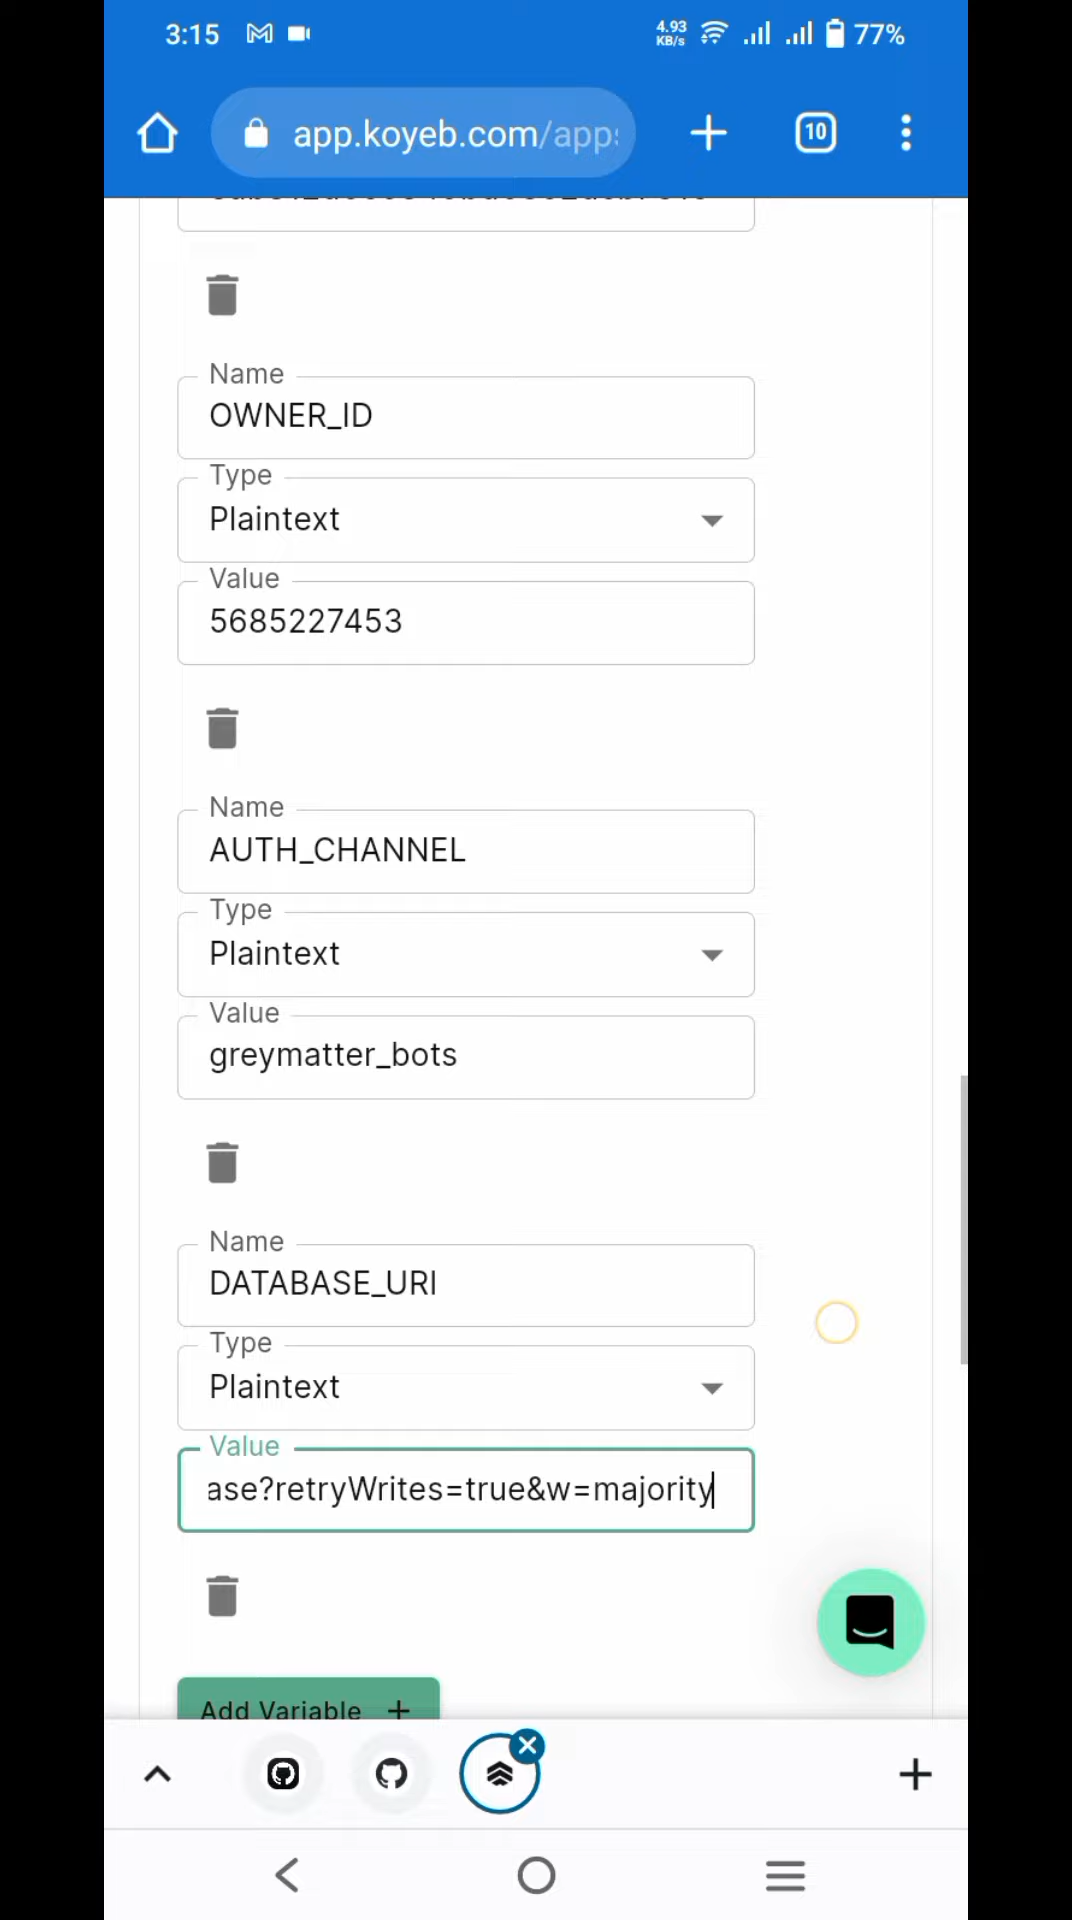 3:15
4.93
KB/s
77%
app.koyeb.com/app
10
Name
OWNER_ID
Type
Plaintext
Value
5685227453
Name
AUTH_CHANNEL
Type
Plaintext
Value
greymatter_bots
Name
DATABASE_URI
Type
Plaintext
Value
ase?retryWrites=true&w=majority
Add Variable +